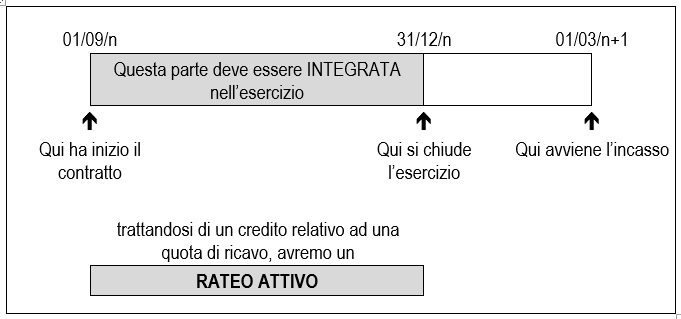 01/09/n 31/12/n 01/03/n+1
Questa parte deve essere INTEGRATA
nell'esercizio
Qui ha inizio il Qui si chiude Qui avviene l'incasso
contratto l'esercizio
trattandosi di un credito relativo ad una
quota di ricavo, avremo un
RATEO ATTIVO